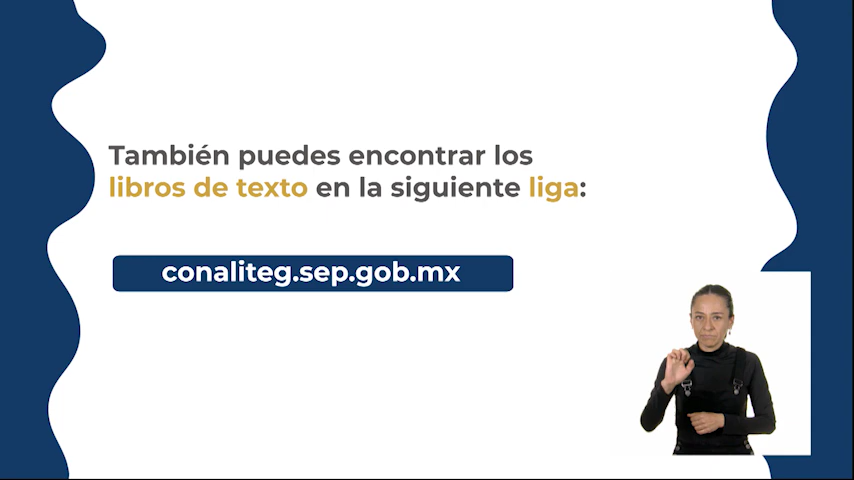 También puedes encontrar los
libros de texto en la siguiente liga:
conaliteg.sep.gob.mx